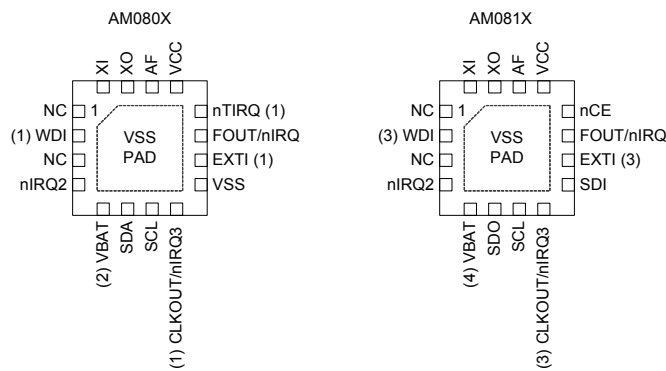 AM080X
XI
XO
AF
VCC
NC
1
nTIRQ (1)
(1) WDI
VSS
PAD
FOUT/nIRQ
NC
EXTI (1)
nIRQ2
VSS
(2) VBAT
SDA
SCL
(1) CLKOUT/nIRQ3
AM081X
XI
XO
AF
VCC
NC
1
nCE
(3) WDI
VSS
PAD
FOUT/nIRQ
NC
EXTI (3)
nIRQ2
SDI
(4) VBAT
SDO
SCL
(3) CLKOUT/nIRQ3